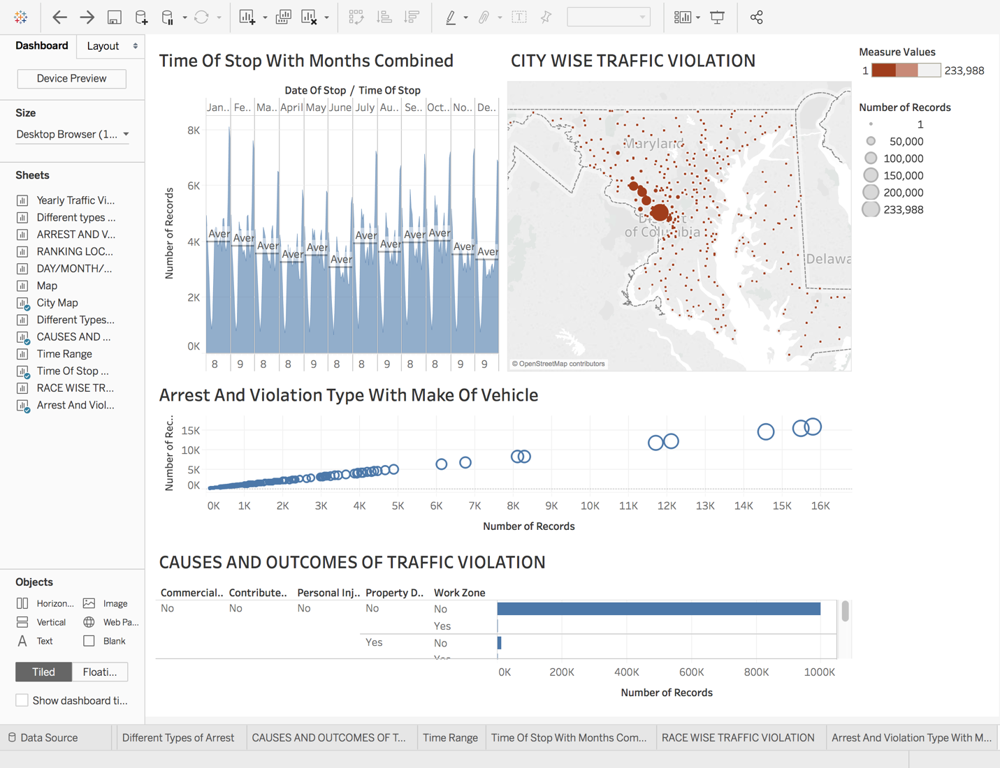 Dashboard
Layout
Device Preview
Size
Desktop Browser (1...
Sheets
Yearly Traffic Vi...
Different types ...
ARREST AND V...
RANKING LOC...
DAY/MONTH/...
Map
City Map
Different Types...
CAUSES AND ...
Time Range
Time Of Stop ...
RACE WISE TR...
Arrest And Viol...
Objects
Horizon...
Image
Vertical
Web Pa...
A Text
Blank
Tiled
Floati...
Show dashboard ti...
Time Of Stop With Months Combined
Date Of Stop / Time Of Stop
Jan.. Fe.. Ma.. April May June July Au.. Se.. Oct.. No.. De..
Number of Records
8K
6K
4K
2K
0K
Aver Aver Aver Aver Aver Aver Aver Aver Aver Aver Aver Aver
8 9 8 8 9 8 8 9 8 8 9 9
CITY WISE TRAFFIC VIOLATION
Maryland
District
of Columbia
Delawa
© OpenStreetMap contributors
Measure Values
1 233,988
Number of Records
1
50,000
100,000
150,000
200,000
233,988
Arrest And Violation Type With Make Of Vehicle
Number of Rec..
15K
10K
5K
0K
0K 1K 2K 3K 4K 5K 6K 7K 8K 9K 10K 11K 12K 13K 14K 15K 16K
Number of Records
CAUSES AND OUTCOMES OF TRAFFIC VIOLATION
Commercial.. Contribute.. Personal Inj.. Property D.. Work Zone
No No No No No
Yes
Yes No
Yes
0K 200K 400K 600K 800K 1000K
Number of Records
Data Source
Different Types of Arrest
CAUSES AND OUTCOMES OF T...
Time Range
Time Of Stop With Months Com...
RACE WISE TRAFFIC VIOLATION
Arrest And Violation Type With M...